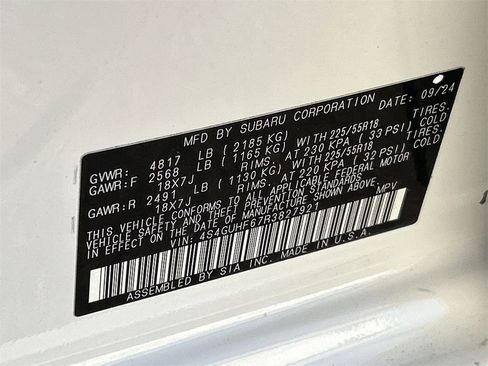 MFD BY SUBARU CORPORATION DATE: 09/24
GVWR: 4817 LB (2185 KG)
GAWR:F 2568 LB (1165 KG) WITH 225/55R18 TIRES.
18X7J RIMS. AT 230 KPA (33 PSI) COLD
GAWR:R 2491 LB (1130 KG) WITH 225/55R18 TIRES.
18X7J RIMS. AT 220 KPA (32 PSI) COLD
THIS VEHICLE CONFORMS TO ALL APPLICABLE FEDERAL MOTOR
VEHICLE SAFETY AND THEFT PREVENTION STANDARDS
IN EFFECT ON THE DATE OF MANUFACTURE SHOWN ABOVE.
VIN: 4S4GUHF67R3827921 MPV
ASSEMBLED BY SIA INC. MADE IN U.S.A.